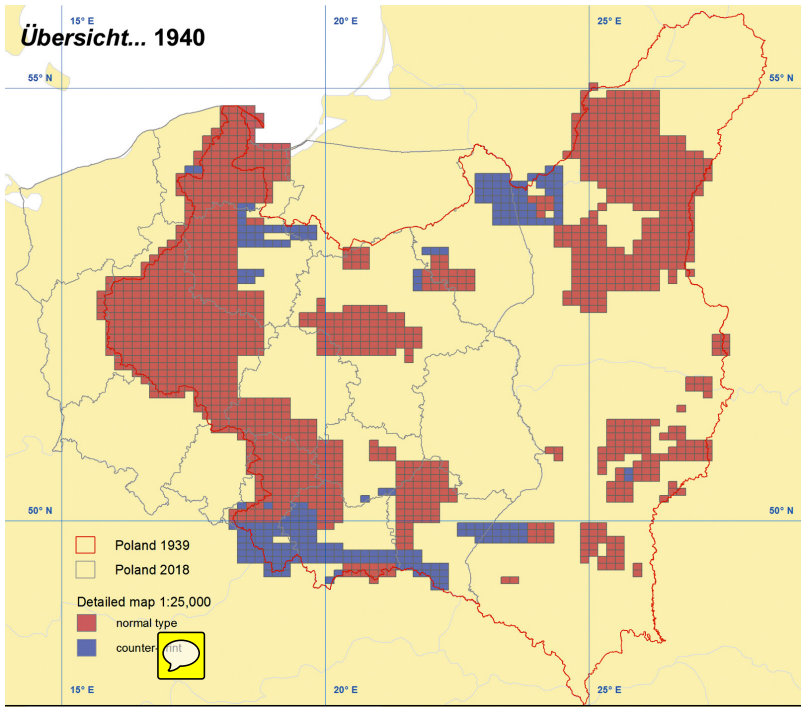 15° E
20° E
25° E
Übersicht... 1940
55° N
55° N
50° N
50° N
Poland 1939
Poland 2018
Detailed map 1:25,000
normal type
15° E
20° E
25° E